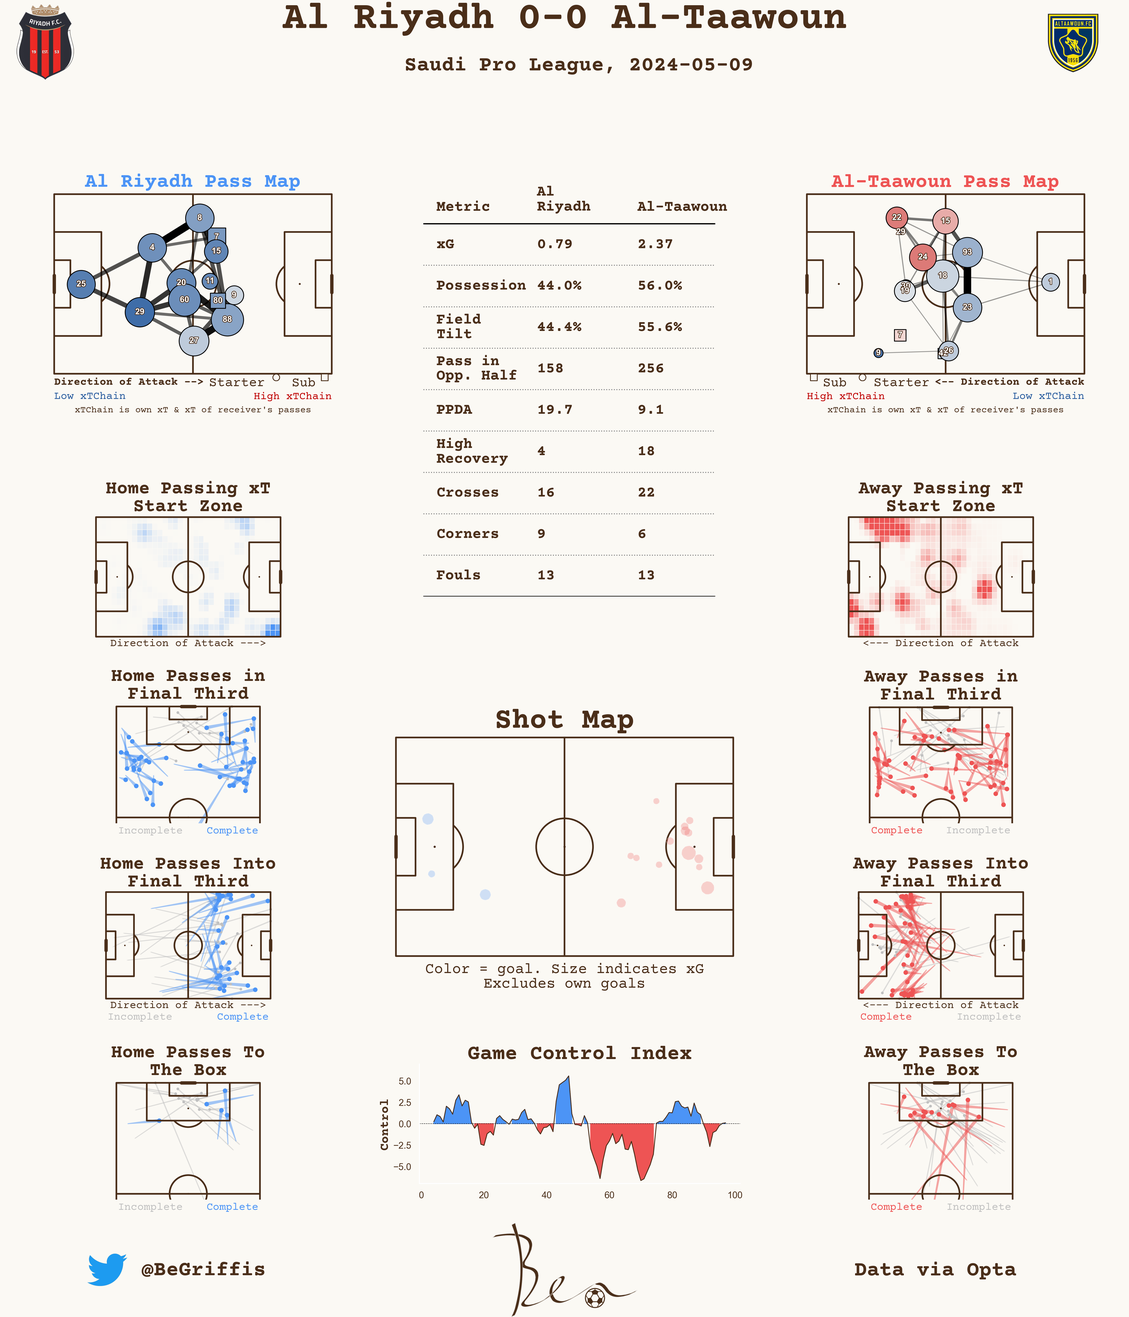 Al Riyadh 0-0 Al-Taawoun
Saudi Pro League, 2024-05-09
RIYADH F.C.
ALTAAWOUN FC
1956
Al Riyadh Pass Map
8
7
4
15
25
20
11
9
60
80
29
88
27
Direction of Attack --> Starter Sub
Low xTChain High xTChain
xTChain is own xT & xT of receiver's passes
Metric Al Riyadh Al-Taawoun
xG 0.79 2.37
Possession 44.0% 56.0%
Field Tilt 44.4% 55.6%
Pass in Opp. Half 158 256
PPDA 19.7 9.1
High Recovery 4 18
Crosses 16 22
Corners 9 6
Fouls 13 13
Al-Taawoun Pass Map
22
15
29
93
24
18
1
19
23
7
9
26
Sub Starter <-- Direction of Attack
High xTChain Low xTChain
xTChain is own xT & xT of receiver's passes
Home Passing xT
Start Zone
Direction of Attack --->
Away Passing xT
Start Zone
<--- Direction of Attack
Home Passes in
Final Third
Incomplete Complete
Shot Map
Color = goal. Size indicates xG
Excludes own goals
Away Passes in
Final Third
Complete Incomplete
Home Passes Into
Final Third
Direction of Attack --->
Incomplete Complete
Away Passes Into
Final Third
<--- Direction of Attack
Complete Incomplete
Home Passes To
The Box
Incomplete Complete
Game Control Index
Control
5.0
2.5
0.0
−2.5
−5.0
0 20 40 60 80 100
Away Passes To
The Box
Complete Incomplete
@BeGriffis
Bea
Data via Opta